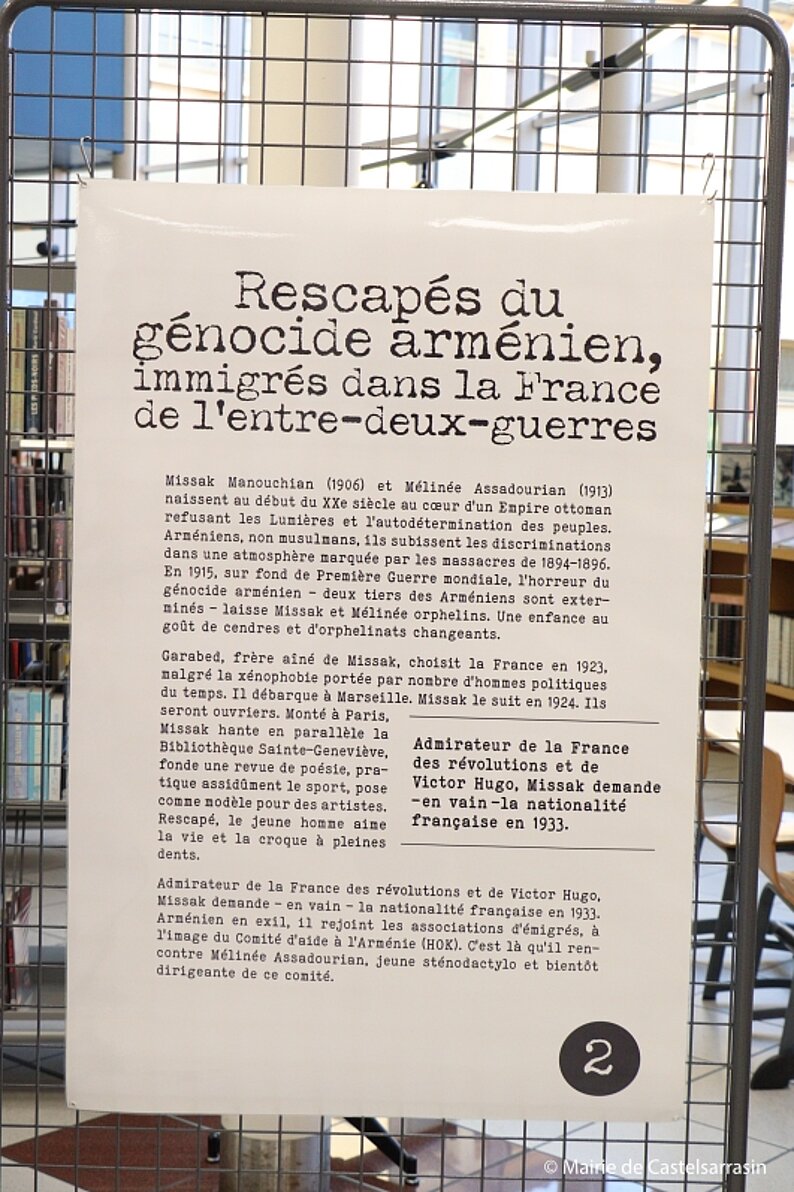 Rescapés du
génocide arménien,
immigrés dans la France
de l'entre-deux-guerres
Missak Manouchian (1906) et Mélinée Assadourian (1913)
naissent au début du XXe siècle au cœur d'un Empire ottoman
refusant les Lumières et l'autodétermination des peuples.
Arméniens, non musulmans, ils subissent les discriminations
dans une atmosphère marquée par les massacres de 1894-1896.
En 1915, sur fond de Première Guerre mondiale, l'horreur du
génocide arménien - deux tiers des Arméniens sont exter-
minés - laisse Missak et Mélinée orphelins. Une enfance au
goût de cendres et d'orphelinats changeants.
Garabed, frère aîné de Missak, choisit la France en 1923,
malgré la xénophobie portée par nombre d'hommes politiques
du temps. Il débarque à Marseille. Missak le suit en 1924. Ils
seront ouvriers. Monté à Paris,
Missak hante en parallèle la
Bibliothèque Sainte-Geneviève,
fonde une revue de poésie, pra-
tique assidûment le sport, pose
comme modèle pour des artistes.
Rescapé, le jeune homme aime
la vie et la croque à pleines
dents.
Admirateur de la France
des révolutions et de
Victor Hugo, Missak demande
-en vain-la nationalité
française en 1933.
Admirateur de la France des révolutions et de Victor Hugo,
Missak demande - en vain - la nationalité française en 1933.
Arménien en exil, il rejoint les associations d'émigrés, à
l'image du Comité d'aide à l'Arménie (HOK). C'est là qu'il ren-
contre Mélinée Assadourian, jeune sténodactylo et bientôt
dirigeante de ce comité.
2
LES PIEDS-NOIRS
© Mairie de Castelsarrasin